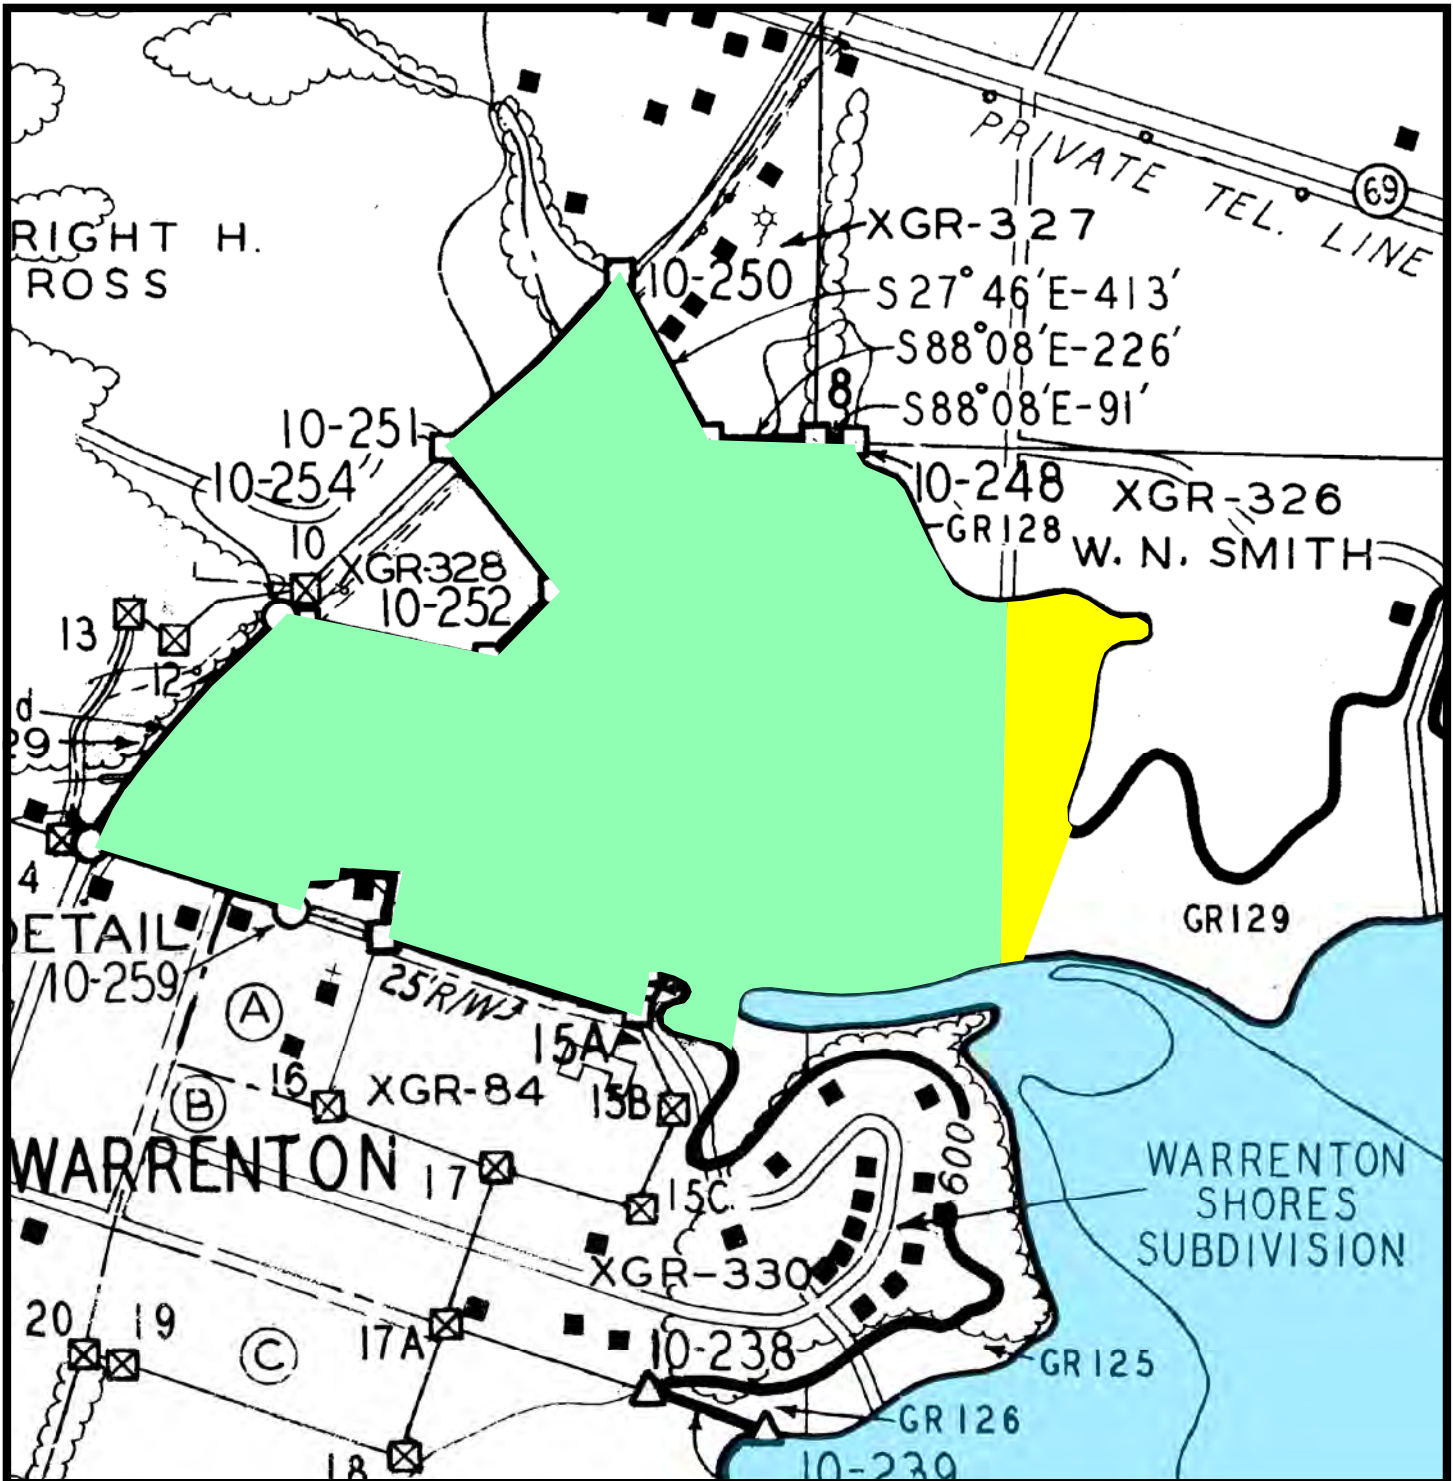 PRIVATE TEL. LINE
69
RIGHT H.
ROSS
XGR-327
10-250
S27°46'E-413'
S88°08'E-226'
8
S88°08'E-91'
10-251
10-254
10-248
XGR-326
GR128
W. N. SMITH
10
XGR-328
10-252
13
12
d
29
4
GR129
DETAIL
10-259
25'R/W
A
15A
16
XGR-84
15B
B
600
WARRENTON
17
15C
WARRENTON
SHORES
SUBDIVISION
XGR-330
20
19
17A
C
10-238
GR125
GR126
18
10-239